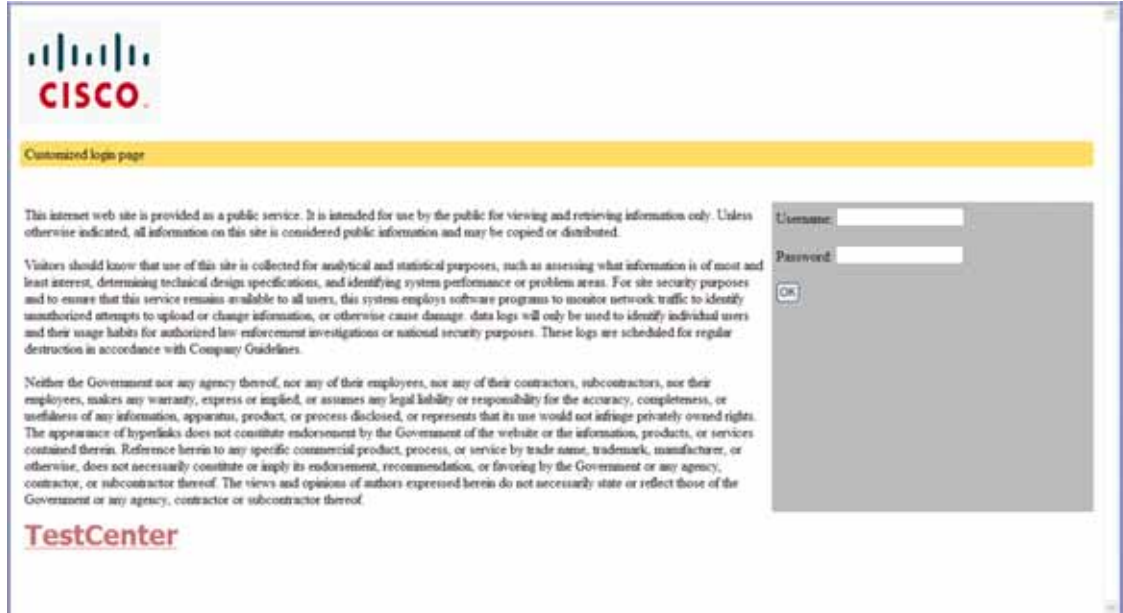 CISCO.
Customized login page
This internet web site is provided as a public service. It is intended for use by the public for viewing and retrieving information only. Unless
otherwise indicated, all information on this site is considered public information and may be copied or distributed.
Username:
Password:
OK
Visitors should know that use of this site is collected for analytical and statistical purposes, such as assessing what information is of most and
least interest, determining technical design specifications, and identifying system performance or problem areas. For site security purposes
and to ensure that this service remains available to all users, this system employs software programs to monitor network traffic to identify
unauthorized attempts to upload or change information, or otherwise cause damage. data logs will only be used to identify individual users
and their usage habits for authorized law enforcement investigations or national security purposes. These logs are scheduled for regular
destruction in accordance with Company Guidelines.
Neither the Government nor any agency thereof, nor any of their employees, nor any of their contractors, subcontractors, nor their
employees, makes any warranty, express or implied, or assumes any legal liability or responsibility for the accuracy, completeness, or
usefulness of any information, apparatus, product, or process disclosed, or represents that its use would not infringe privately owned rights.
The appearance of hyperlinks does not constitute endorsement by the Government of the website or the information, products, or services
contained therein. Reference herein to any specific commercial product, process, or service by trade name, trademark, manufacturer, or
otherwise, does not necessarily constitute or imply its endorsement, recommendation, or favoring by the Government or any agency,
contractor, or subcontractor thereof. The views and opinions of authors expressed herein do not necessarily state or reflect those of the
Government or any agency, contractor or subcontractor thereof.
TestCenter